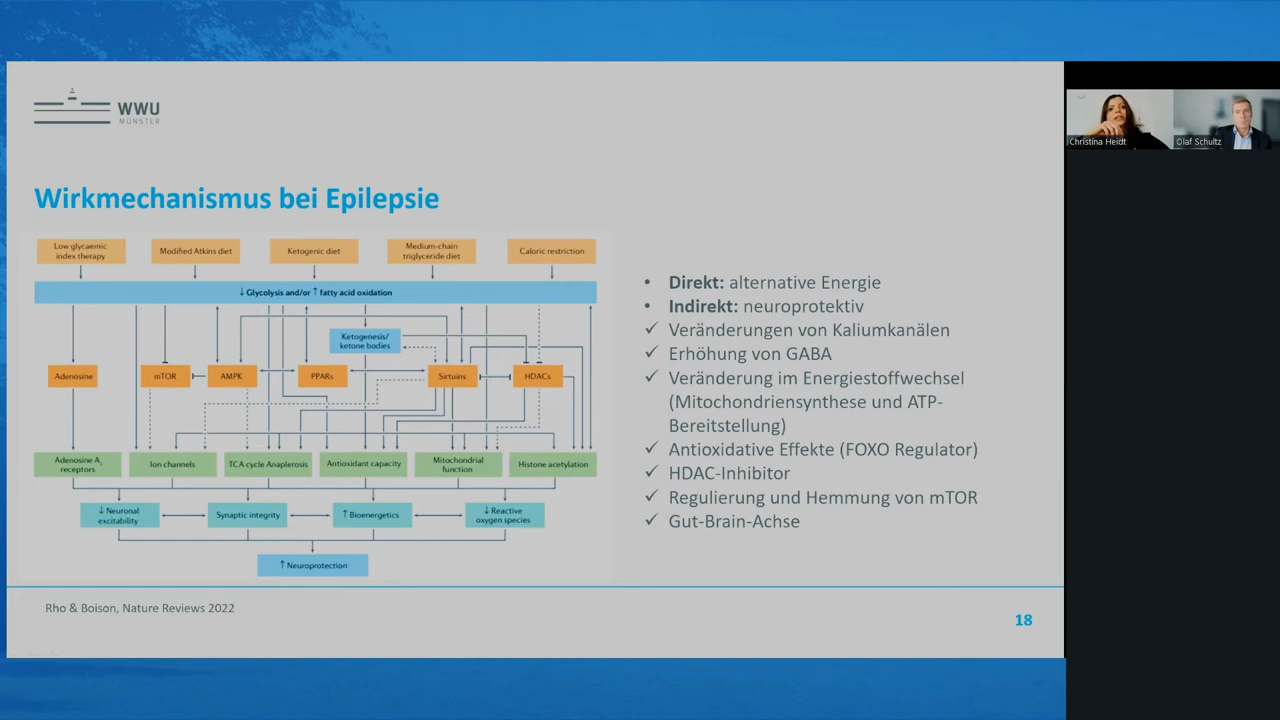 WWU
MÜNSTER
Christina Heidt
Olaf Schultz
Wirkmechanismus bei Epilepsie
Low glycaemic
index therapy
Modified Atkins diet
Ketogenic diet
Medium-chain
triglyceride diet
Caloric restriction
↓ Glycolysis and/or ↑ fatty acid oxidation
Ketogenesis/
ketone bodies
Adenosine
mTOR
AMPK
PPARs
Sirtuins
HDACs
Adenosine A₁
receptors
Ion channels
TCA cycle Anaplerosis
Antioxidant capacity
Mitochondrial
function
Histone acetylation
↓ Neuronal
excitability
Synaptic integrity
↑ Bioenergetics
↓ Reactive
oxygen species
↑ Neuroprotection
• Direkt: alternative Energie
• Indirekt: neuroprotektiv
✓ Veränderungen von Kaliumkanälen
✓ Erhöhung von GABA
✓ Veränderung im Energiestoffwechsel
(Mitochondriensynthese und ATP-
Bereitstellung)
✓ Antioxidative Effekte (FOXO Regulator)
✓ HDAC-Inhibitor
✓ Regulierung und Hemmung von mTOR
✓ Gut-Brain-Achse
Rho & Boison, Nature Reviews 2022
18